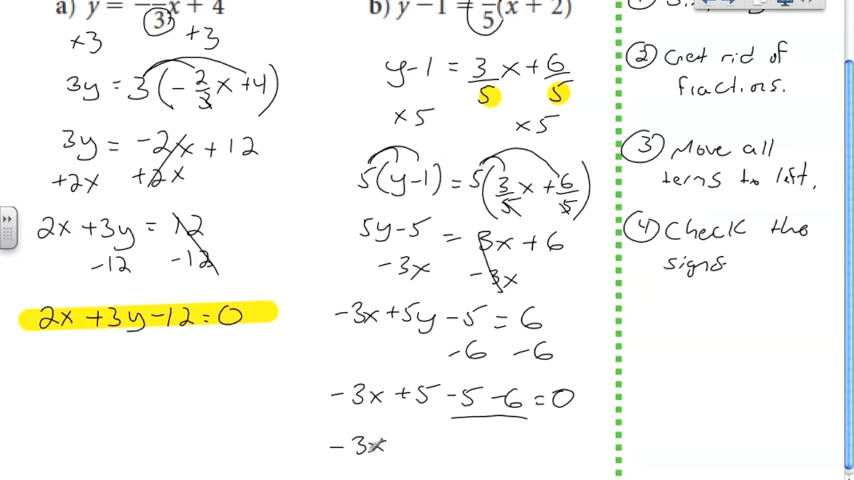 a) y = -2/3 x + 4
×3 +3
3y = 3(-2/3 x + 4)
3y = -2x + 12
+2x +2x
2x + 3y = 12
-12 -12
2x + 3y - 12 = 0
b) y - 1 = /5 (x + 2)
y - 1 = 3/5 x + 6/5
×5 ×5
5(y-1) = 5(3/5 x + 6/5)
5y - 5 = 3x + 6
-3x -3x
-3x + 5y - 5 = 6
-6 -6
-3x + 5 - 5 - 6 = 0
-3x
② Get rid of
fractions.
③ Move all
terms to left.
④ Check the
signs